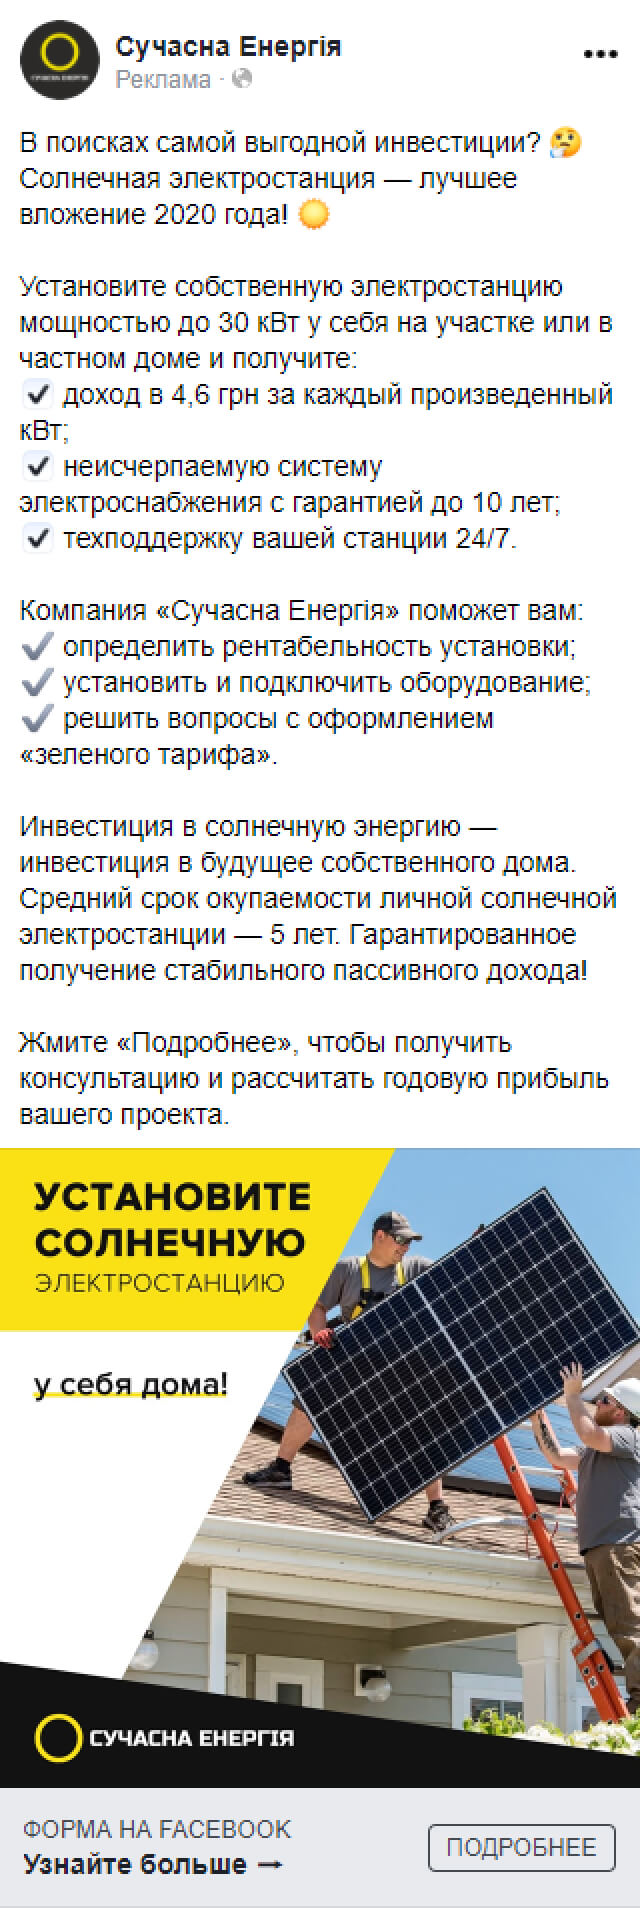 Сучасна Енергія
Реклама ·
В поисках самой выгодной инвестиции? 🤔
Солнечная электростанция — лучшее
вложение 2020 года! ☀️
Установите собственную электростанцию
мощностью до 30 кВт у себя на участке или в
частном доме и получите:
☑️ доход в 4,6 грн за каждый произведенный
кВт;
☑️ неисчерпаемую систему
электроснабжения с гарантией до 10 лет;
☑️ техподдержку вашей станции 24/7.
Компания «Сучасна Енергія» поможет вам:
✔️ определить рентабельность установки;
✔️ установить и подключить оборудование;
✔️ решить вопросы с оформлением
«зеленого тарифа».
Инвестиция в солнечную энергию —
инвестиция в будущее собственного дома.
Средний срок окупаемости личной солнечной
электростанции — 5 лет. Гарантированное
получение стабильного пассивного дохода!
Жмите «Подробнее», чтобы получить
консультацию и рассчитать годовую прибыль
вашего проекта.
УСТАНОВИТЕ
СОЛНЕЧНУЮ
ЭЛЕКТРОСТАНЦИЮ
у себя дома!
СУЧАСНА ЕНЕРГІЯ
ФОРМА НА FACEBOOK
Узнайте больше →
ПОДРОБНЕЕ